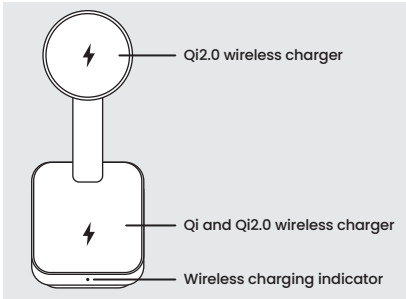 Qi2.0 wireless charger
Qi and Qi2.0 wireless charger
Wireless charging indicator